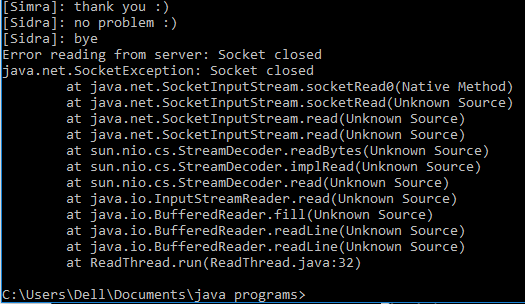 [Simra]: thank you :)
[Sidra]: no problem :)
[Sidra]: bye
Error reading from server: Socket closed
java.net.SocketException: Socket closed
        at java.net.SocketInputStream.socketRead0(Native Method)
        at java.net.SocketInputStream.socketRead(Unknown Source)
        at java.net.SocketInputStream.read(Unknown Source)
        at java.net.SocketInputStream.read(Unknown Source)
        at sun.nio.cs.StreamDecoder.readBytes(Unknown Source)
        at sun.nio.cs.StreamDecoder.implRead(Unknown Source)
        at sun.nio.cs.StreamDecoder.read(Unknown Source)
        at java.io.InputStreamReader.read(Unknown Source)
        at java.io.BufferedReader.fill(Unknown Source)
        at java.io.BufferedReader.readLine(Unknown Source)
        at java.io.BufferedReader.readLine(Unknown Source)
        at ReadThread.run(ReadThread.java:32)
C:\Users\Dell\Documents\java programs>